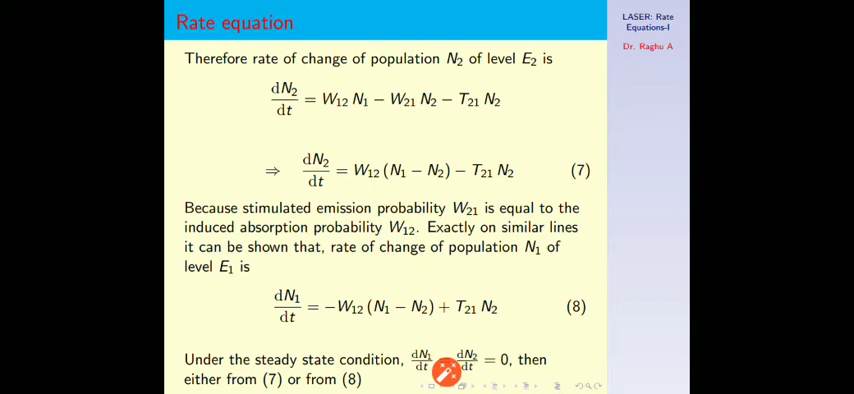 Rate equation
LASER: Rate
Equations-I
Dr. Raghu A
Therefore rate of change of population N₂ of level E₂ is
dN₂/dt = W₁₂ N₁ − W₂₁ N₂ − T₂₁ N₂
⇒ dN₂/dt = W₁₂ (N₁ − N₂) − T₂₁ N₂ (7)
Because stimulated emission probability W₂₁ is equal to the
induced absorption probability W₁₂. Exactly on similar lines
it can be shown that, rate of change of population N₁ of
level E₁ is
dN₁/dt = −W₁₂ (N₁ − N₂) + T₂₁ N₂ (8)
Under the steady state condition, dN₁/dt dN₂/dt = 0, then
either from (7) or from (8)